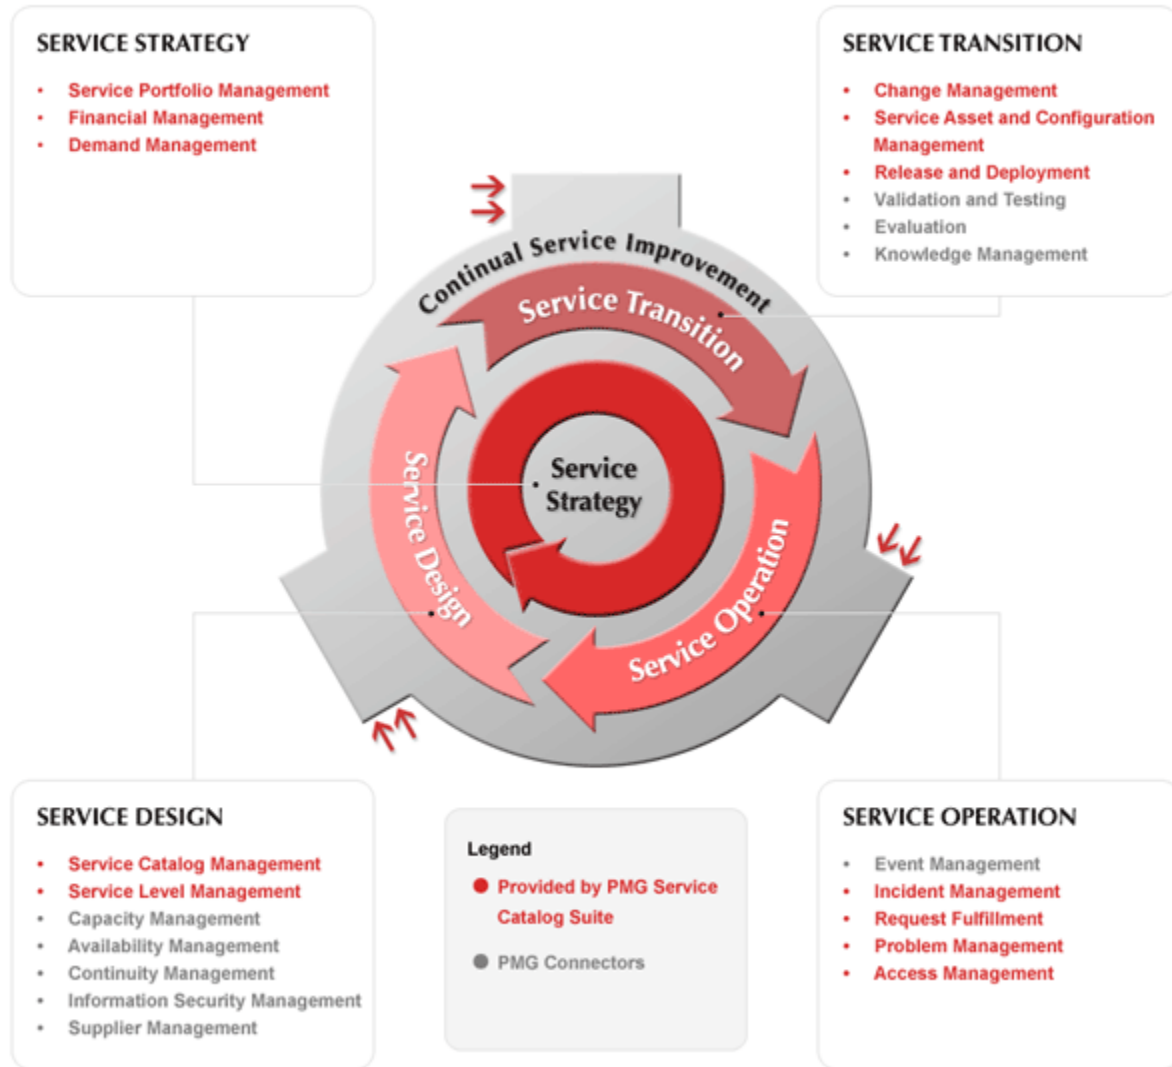 SERVICE STRATEGY
• Service Portfolio Management
• Financial Management
• Demand Management
SERVICE TRANSITION
• Change Management
• Service Asset and Configuration
Management
• Release and Deployment
• Validation and Testing
• Evaluation
• Knowledge Management
Continual Service Improvement
Service Transition
Service
Strategy
Service Design
Service Operation
SERVICE DESIGN
• Service Catalog Management
• Service Level Management
• Capacity Management
• Availability Management
• Continuity Management
• Information Security Management
• Supplier Management
Legend
Provided by PMG Service
Catalog Suite
PMG Connectors
SERVICE OPERATION
• Event Management
• Incident Management
• Request Fulfillment
• Problem Management
• Access Management